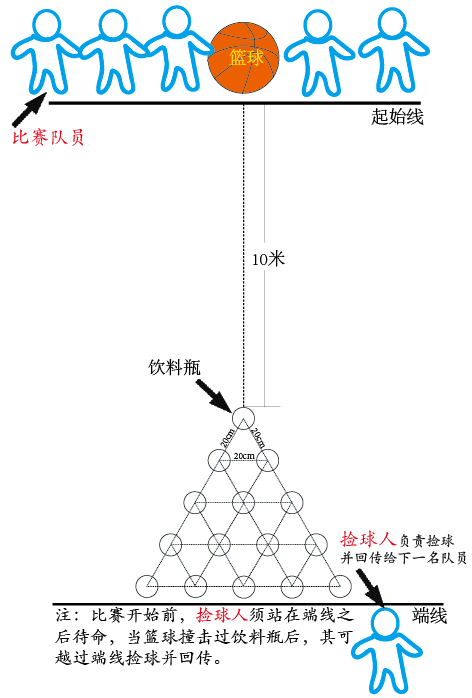 篮球
起始线
比赛队员
10米
饮料瓶
20cm
20cm
20cm
捡球人负责捡球
并回传给下一名队员
端线
注：比赛开始前，捡球人须站在端线之
后待命，当篮球撞击过饮料瓶后，其可
越过端线捡球并回传。